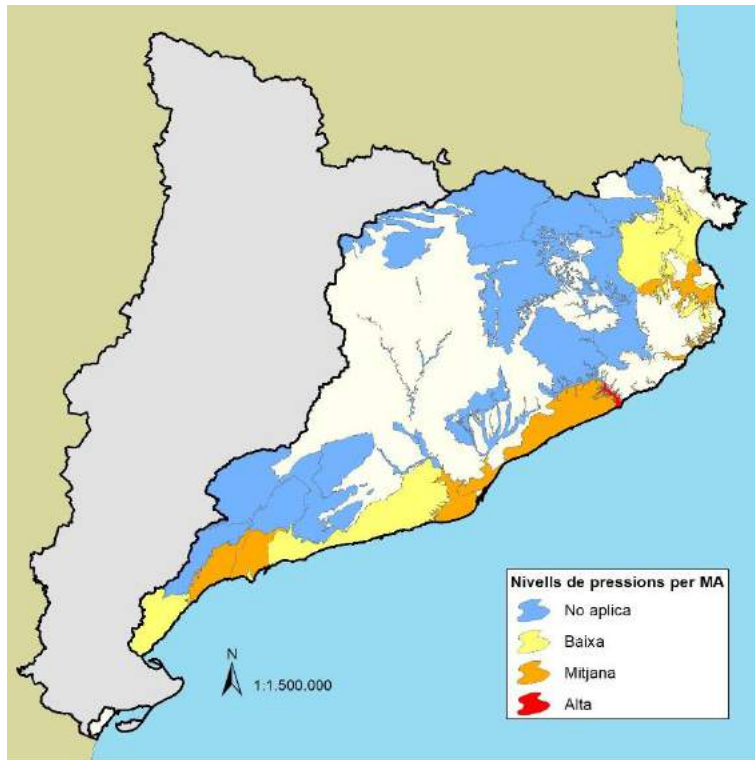 Nivells de pressions per MA
No aplica
Baixa
Mitjana
Alta
N
1:1.500.000